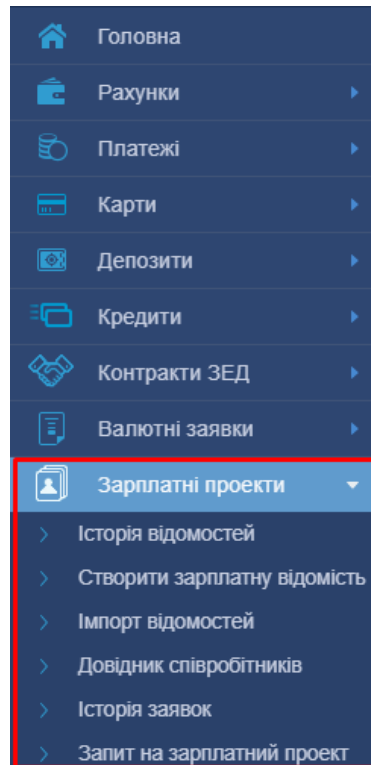 Головна
Рахунки
Платежі
Карти
Депозити
Кредити
Контракти ЗЕД
Валютні заявки
Зарплатні проекти
Історія відомостей
Створити зарплатну відомість
Імпорт відомостей
Довідник співробітників
Історія заявок
Запит на зарплатний проект